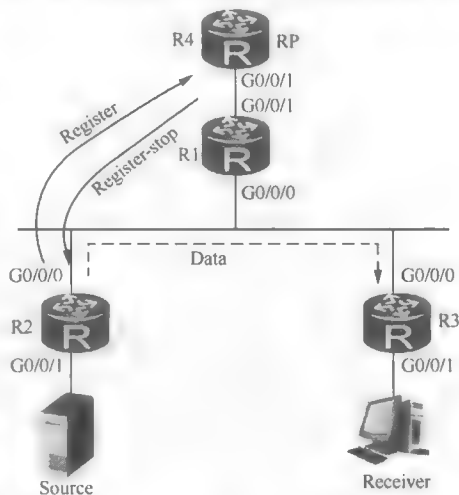 R4 RP
R
G0/0/1
G0/0/1
Register
Register-stop
R1
R
G0/0/0
Data
G0/0/0 G0/0/0
R2
R
R
R3
G0/0/1 G0/0/1
Source Receiver